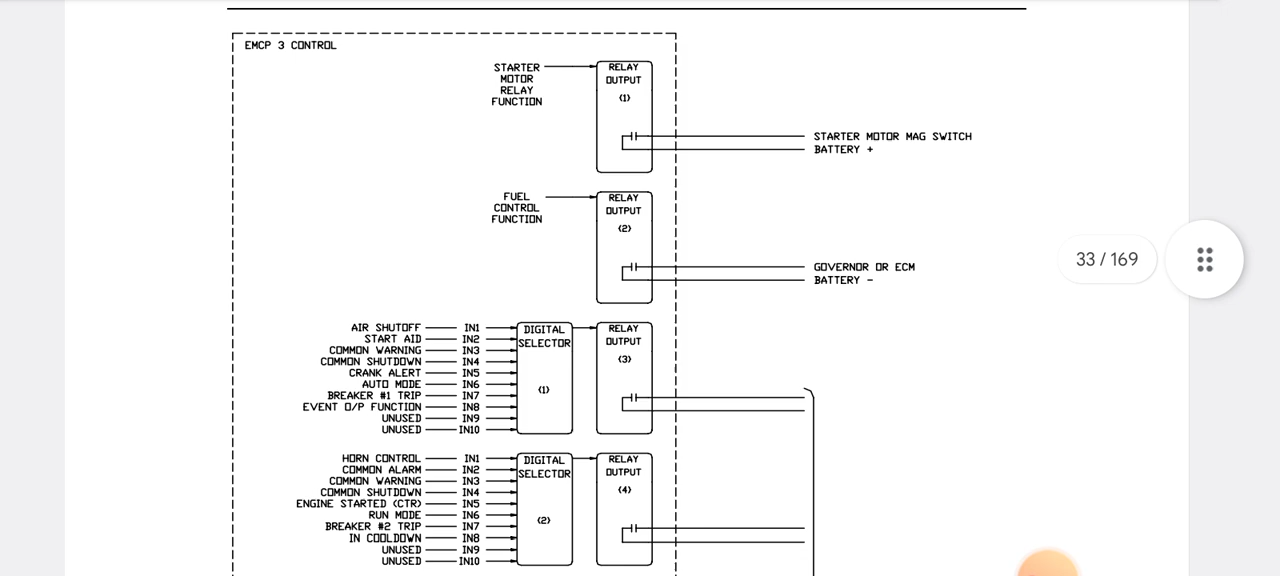 EMCP 3 CONTROL
STARTER
MOTOR
RELAY
FUNCTION
RELAY
OUTPUT
(1)
STARTER MOTOR MAG SWITCH
BATTERY +
FUEL
CONTROL
FUNCTION
RELAY
OUTPUT
(2)
GOVERNOR OR ECM
BATTERY -
33 / 169
AIR SHUTOFF IN1
START AID IN2
COMMON WARNING IN3
COMMON SHUTDOWN IN4
CRANK ALERT IN5
AUTO MODE IN6
BREAKER #1 TRIP IN7
EVENT O/P FUNCTION IN8
UNUSED IN9
UNUSED IN10
DIGITAL
SELECTOR
(1)
RELAY
OUTPUT
(3)
HORN CONTROL IN1
COMMON ALARM IN2
COMMON WARNING IN3
COMMON SHUTDOWN IN4
ENGINE STARTED (CTR) IN5
RUN MODE IN6
BREAKER #2 TRIP IN7
IN COOLDOWN IN8
UNUSED IN9
UNUSED IN10
DIGITAL
SELECTOR
(2)
RELAY
OUTPUT
(4)